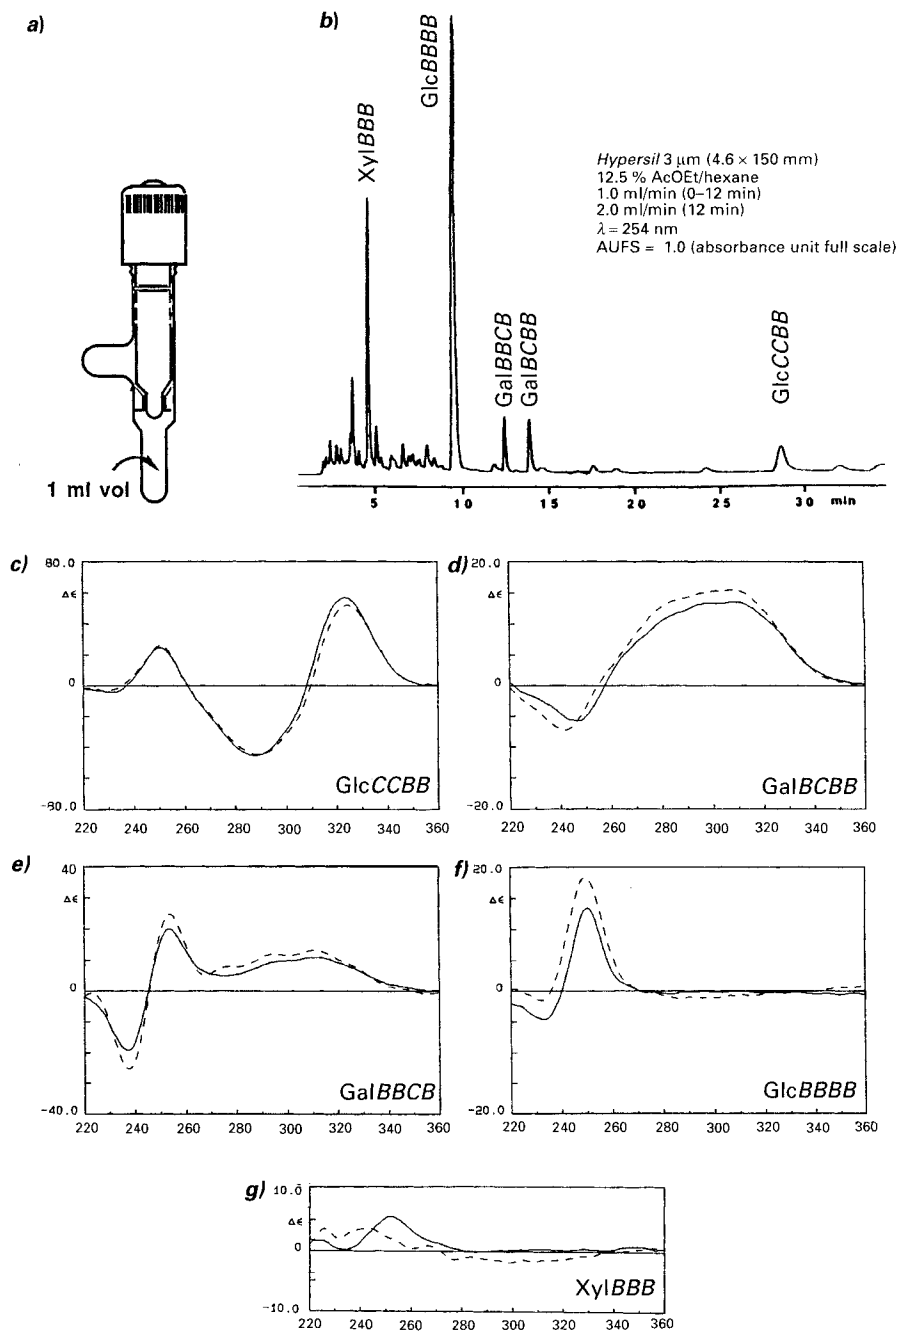 a)
1 ml vol
b)
XylBBB
GlcBBBB
GalBBCB
GalBCBB
GlcCCBB
Hypersil 3 μm (4.6 × 150 mm)
12.5 % AcOEt/hexane
1.0 ml/min (0–12 min)
2.0 ml/min (12 min)
λ = 254 nm
AUFS = 1.0 (absorbance unit full scale)
5 10 15 20 25 30 min
c)
80.0
Δϵ
0
-80.0
GlcCCBB
220 240 260 280 300 320 340 360
d)
20.0
Δϵ
0
-20.0
GalBCBB
220 240 260 280 300 320 340 360
e)
40
Δϵ
0
-40.0
GalBBCB
220 240 260 280 300 320 340 360
f)
20.0
Δϵ
0
-20.0
GlcBBBB
220 240 260 280 300 320 340 360
g)
10.0
Δϵ
0
-10.0
XylBBB
220 240 260 280 300 320 340 360